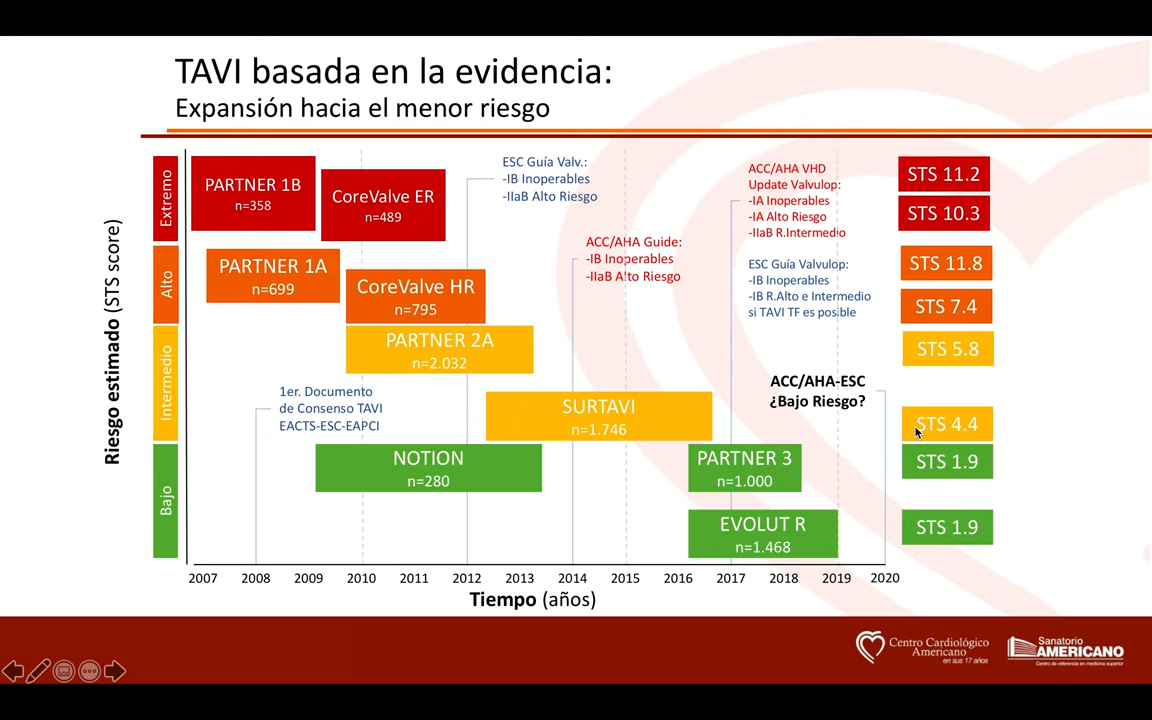 TAVI basada en la evidencia:
Expansión hacia el menor riesgo
Riesgo estimado (STS score)
Extremo
Alto
Intermedio
Bajo
PARTNER 1B
n=358
CoreValve ER
n=489
PARTNER 1A
n=699
CoreValve HR
n=795
PARTNER 2A
n=2.032
SURTAVI
n=1.746
NOTION
n=280
PARTNER 3
n=1.000
EVOLUT R
n=1.468
1er. Documento
de Consenso TAVI
EACTS-ESC-EAPCI
ESC Guía Valv.:
-IB Inoperables
-IIaB Alto Riesgo
ACC/AHA Guide:
-IB Inoperables
-IIaB Alto Riesgo
ACC/AHA VHD
Update Valvulop:
-IA Inoperables
-IA Alto Riesgo
-IIaB R.Intermedio
ESC Guía Valvulop:
-IB Inoperables
-IB R.Alto e Intermedio
si TAVI TF es posible
ACC/AHA-ESC
¿Bajo Riesgo?
STS 11.2
STS 10.3
STS 11.8
STS 7.4
STS 5.8
STS 4.4
STS 1.9
STS 1.9
2007 2008 2009 2010 2011 2012 2013 2014 2015 2016 2017 2018 2019 2020
Tiempo (años)
Centro Cardiológico
Americano
en sus 17 años
Sanatorio
AMERICANO
Centro de referencia en medicina superior